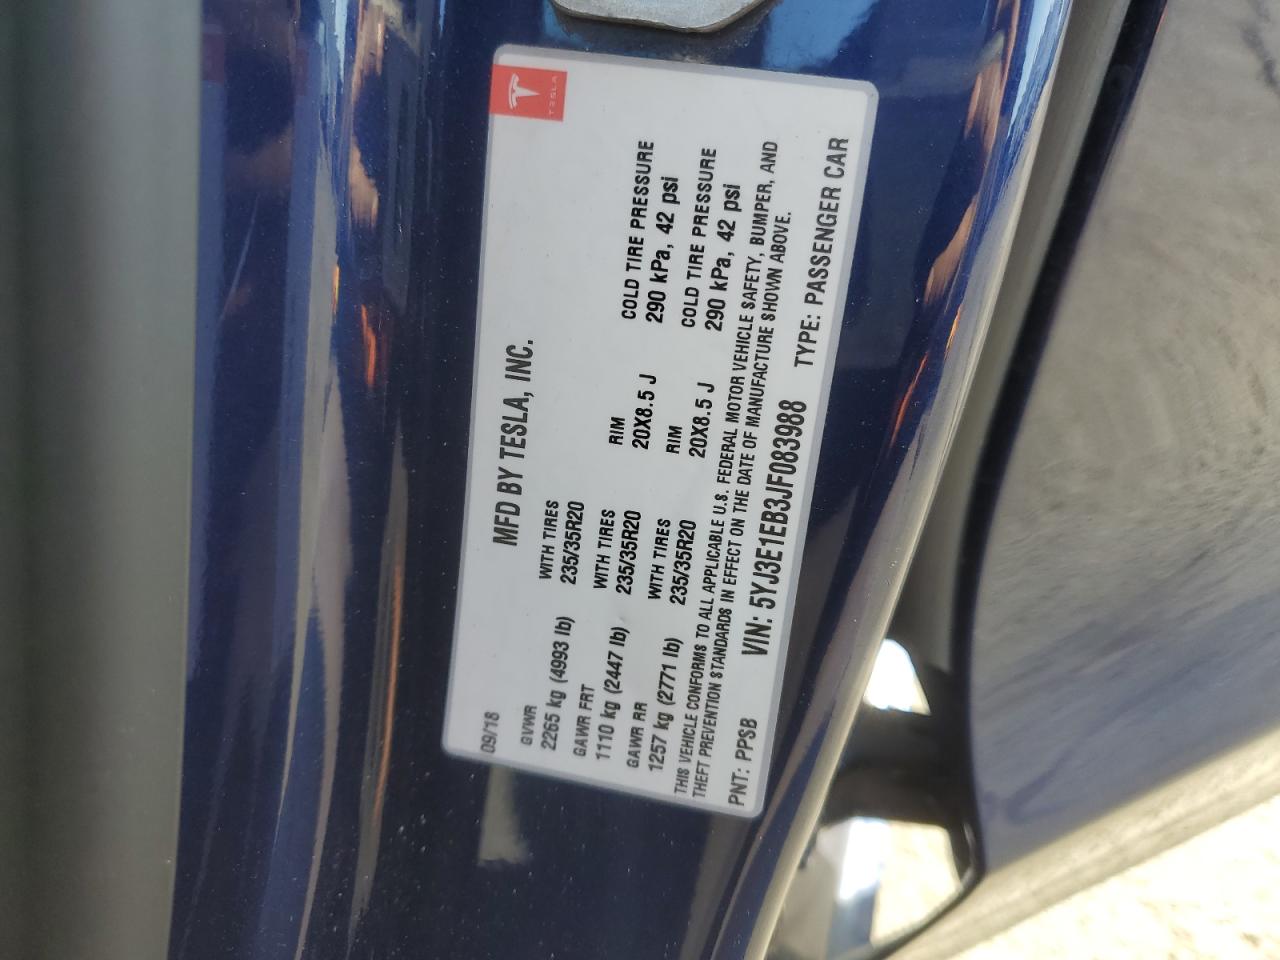 TESLA
MFD BY TESLA, INC.
09/18
GVWR WITH TIRES RIM COLD TIRE PRESSURE
2265 kg (4993 lb) 235/35R20 20X8.5 J 290 kPa, 42 psi
GAWR FRT WITH TIRES RIM COLD TIRE PRESSURE
1110 kg (2447 lb) 235/35R20 20X8.5 J 290 kPa, 42 psi
GAWR RR WITH TIRES
1257 kg (2771 lb) 235/35R20
THIS VEHICLE CONFORMS TO ALL APPLICABLE U.S. FEDERAL MOTOR VEHICLE SAFETY, BUMPER, AND
THEFT PREVENTION STANDARDS IN EFFECT ON THE DATE OF MANUFACTURE SHOWN ABOVE.
PNT: PPSB VIN: 5YJ3E1EB3JF083988 TYPE: PASSENGER CAR